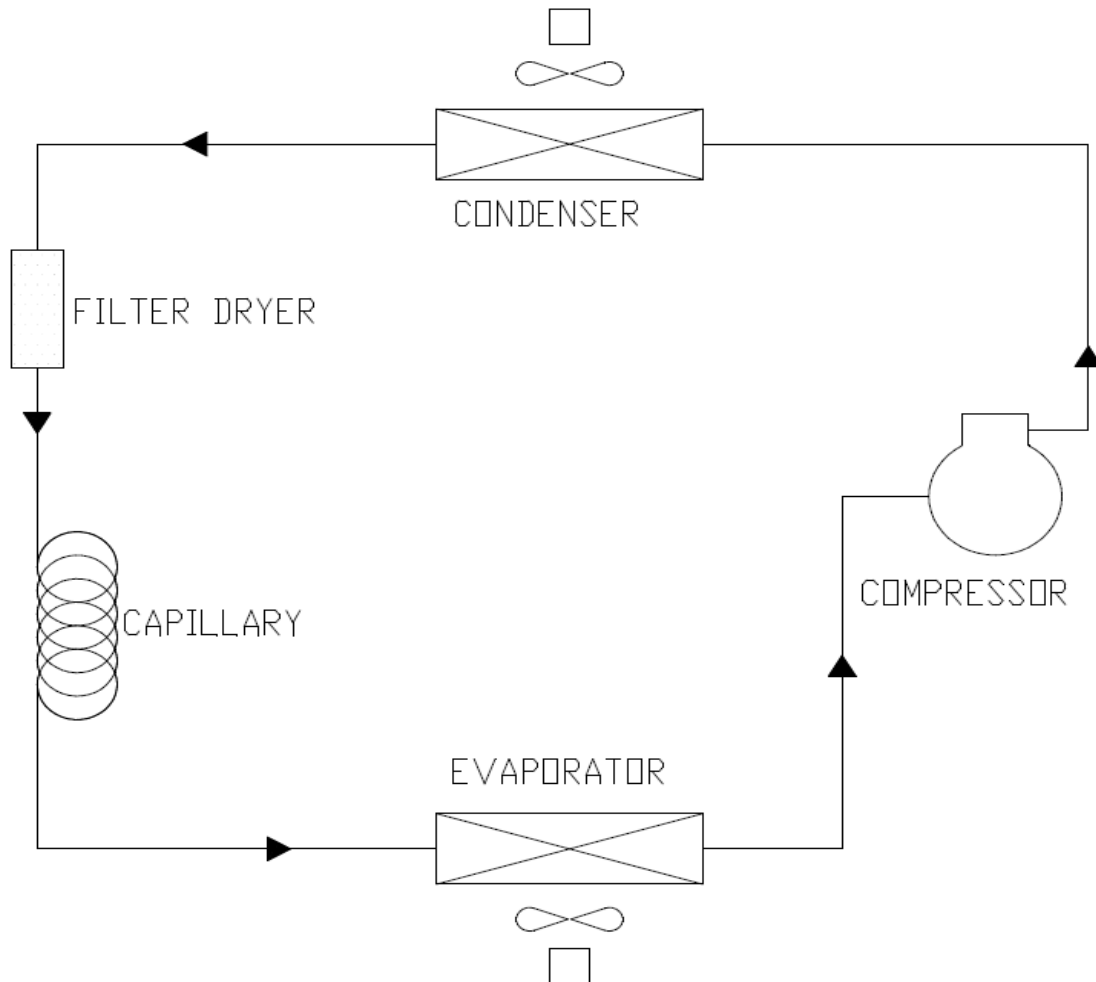 CONDENSER
FILTER DRYER
COMPRESSOR
CAPILLARY
EVAPORATOR